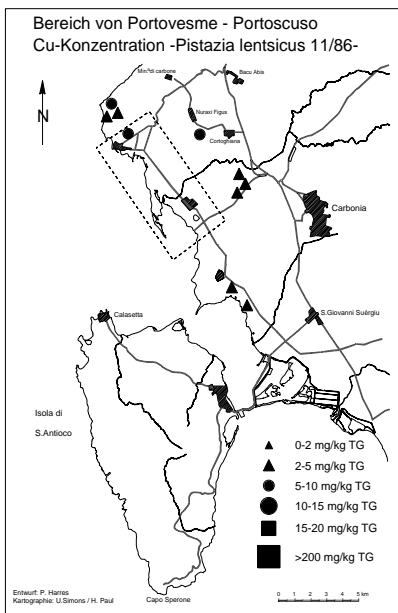 Bereich von Portovesme - Portoscuso
Cu-Konzentration -Pistazia lentsicus 11/86-
Min.ªdi carbone
Bacu Abis
N
Nuraxi Figus
Cortoghiana
Carbonia
Calasetta
S.Giovanni Suèrgiu
Isola di
S.Antioco
0-2 mg/kg TG
2-5 mg/kg TG
5-10 mg/kg TG
10-15 mg/kg TG
15-20 mg/kg TG
>200 mg/kg TG
Entwurf: P. Harres
Kartographie: U.Simons / H. Paul
Capo Sperone
0 1 2 3 4 5 km